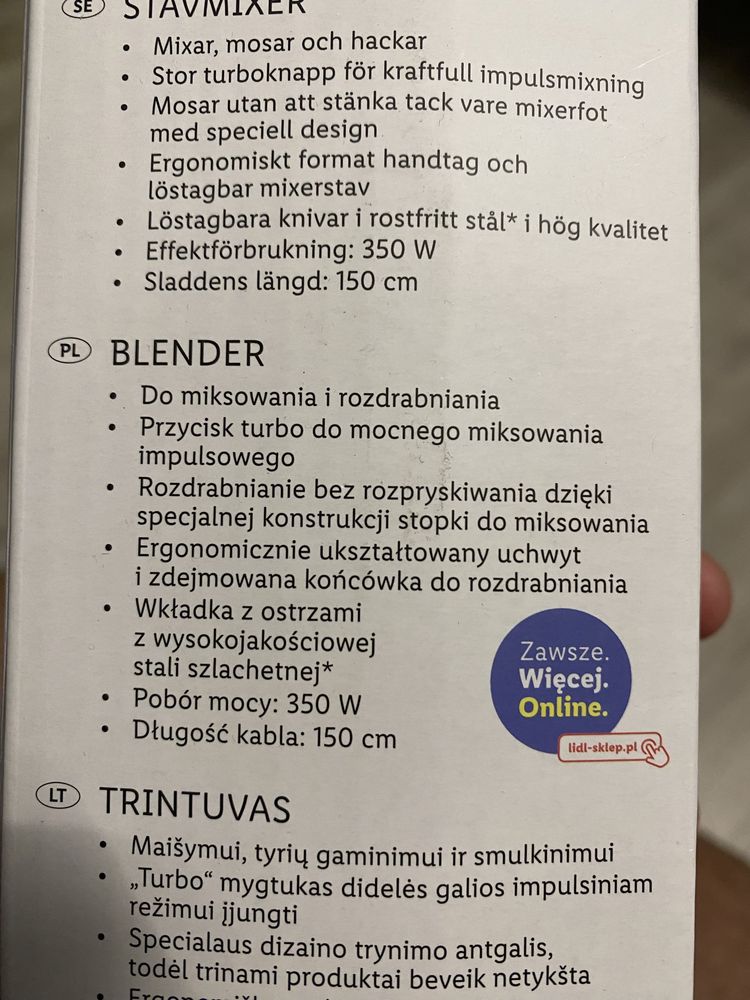 SE STAVMIXER
• Mixar, mosar och hackar
• Stor turboknapp för kraftfull impulsmixning
• Mosar utan att stänka tack vare mixerfot
med speciell design
• Ergonomiskt format handtag och
löstagbar mixerstav
• Löstagbara knivar i rostfritt stål* i hög kvalitet
• Effektförbrukning: 350 W
• Sladdens längd: 150 cm
PL BLENDER
• Do miksowania i rozdrabniania
• Przycisk turbo do mocnego miksowania
impulsowego
• Rozdrabnianie bez rozpryskiwania dzięki
specjalnej konstrukcji stopki do miksowania
• Ergonomicznie ukształtowany uchwyt
i zdejmowana końcówka do rozdrabniania
• Wkładka z ostrzami
z wysokojakościowej
stali szlachetnej*
• Pobór mocy: 350 W
• Długość kabla: 150 cm
Zawsze.
Więcej.
Online.
lidl-sklep.pl
LT TRINTUVAS
• Maišymui, tyrių gaminimui ir smulkinimui
• „Turbo“ mygtukas didelės galios impulsiniam
režimui įjungti
• Specialaus dizaino trynimo antgalis,
todėl trinami produktai beveik netykšta